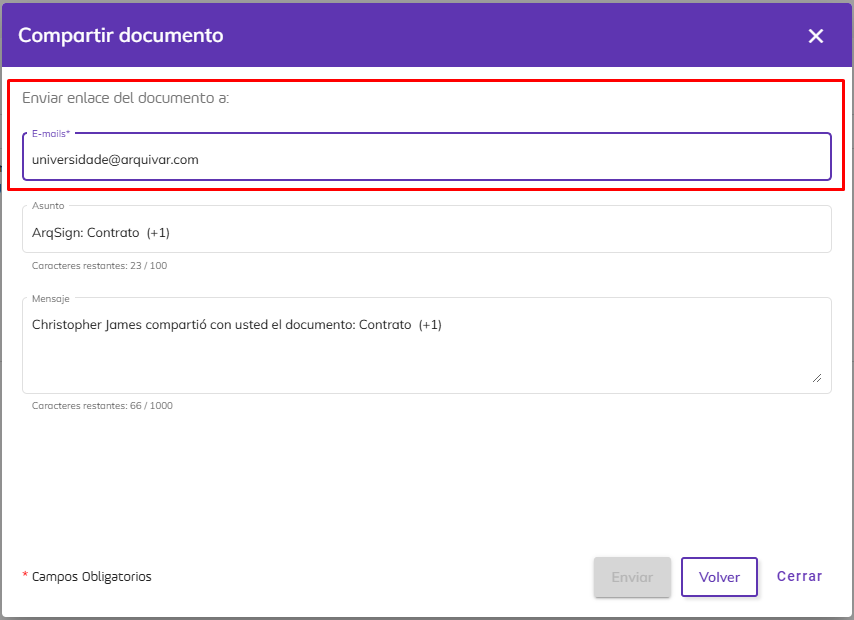 Compartir documento
Enviar enlace del documento a:
E-mails*
universidade@arquivar.com
Asunto
ArqSign: Contrato  (+1)
Caracteres restantes: 23 / 100
Mensaje
Christopher James compartió con usted el documento: Contrato  (+1)
Caracteres restantes: 66 / 1000
* Campos Obligatorios
Enviar
Volver
Cerrar